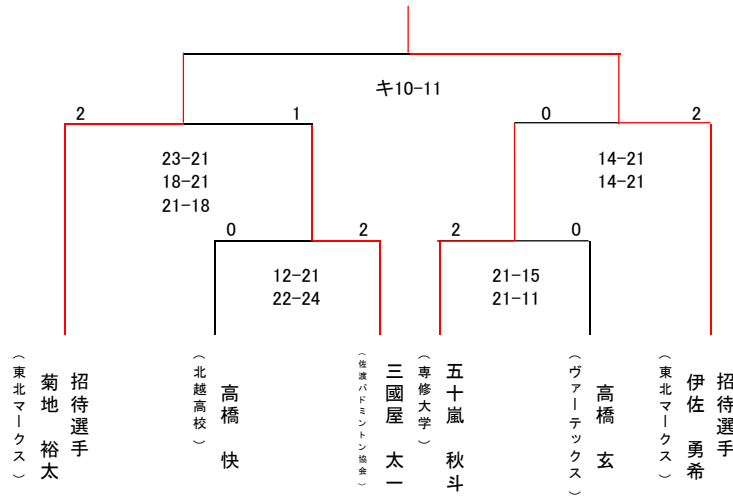 キ10-11
2
1
0
2
23-21
18-21
21-18
14-21
14-21
0
2
2
0
12-21
22-24
21-15
21-11
招待選手
菊地 裕太
(東北マークス)
高橋 快
(北越高校)
三國屋 太一
(佐渡バドミントン協会)
五十嵐 秋斗
(専修大学)
高橋 玄
(ヴァーテックス)
招待選手
伊佐 勇希
(東北マークス)